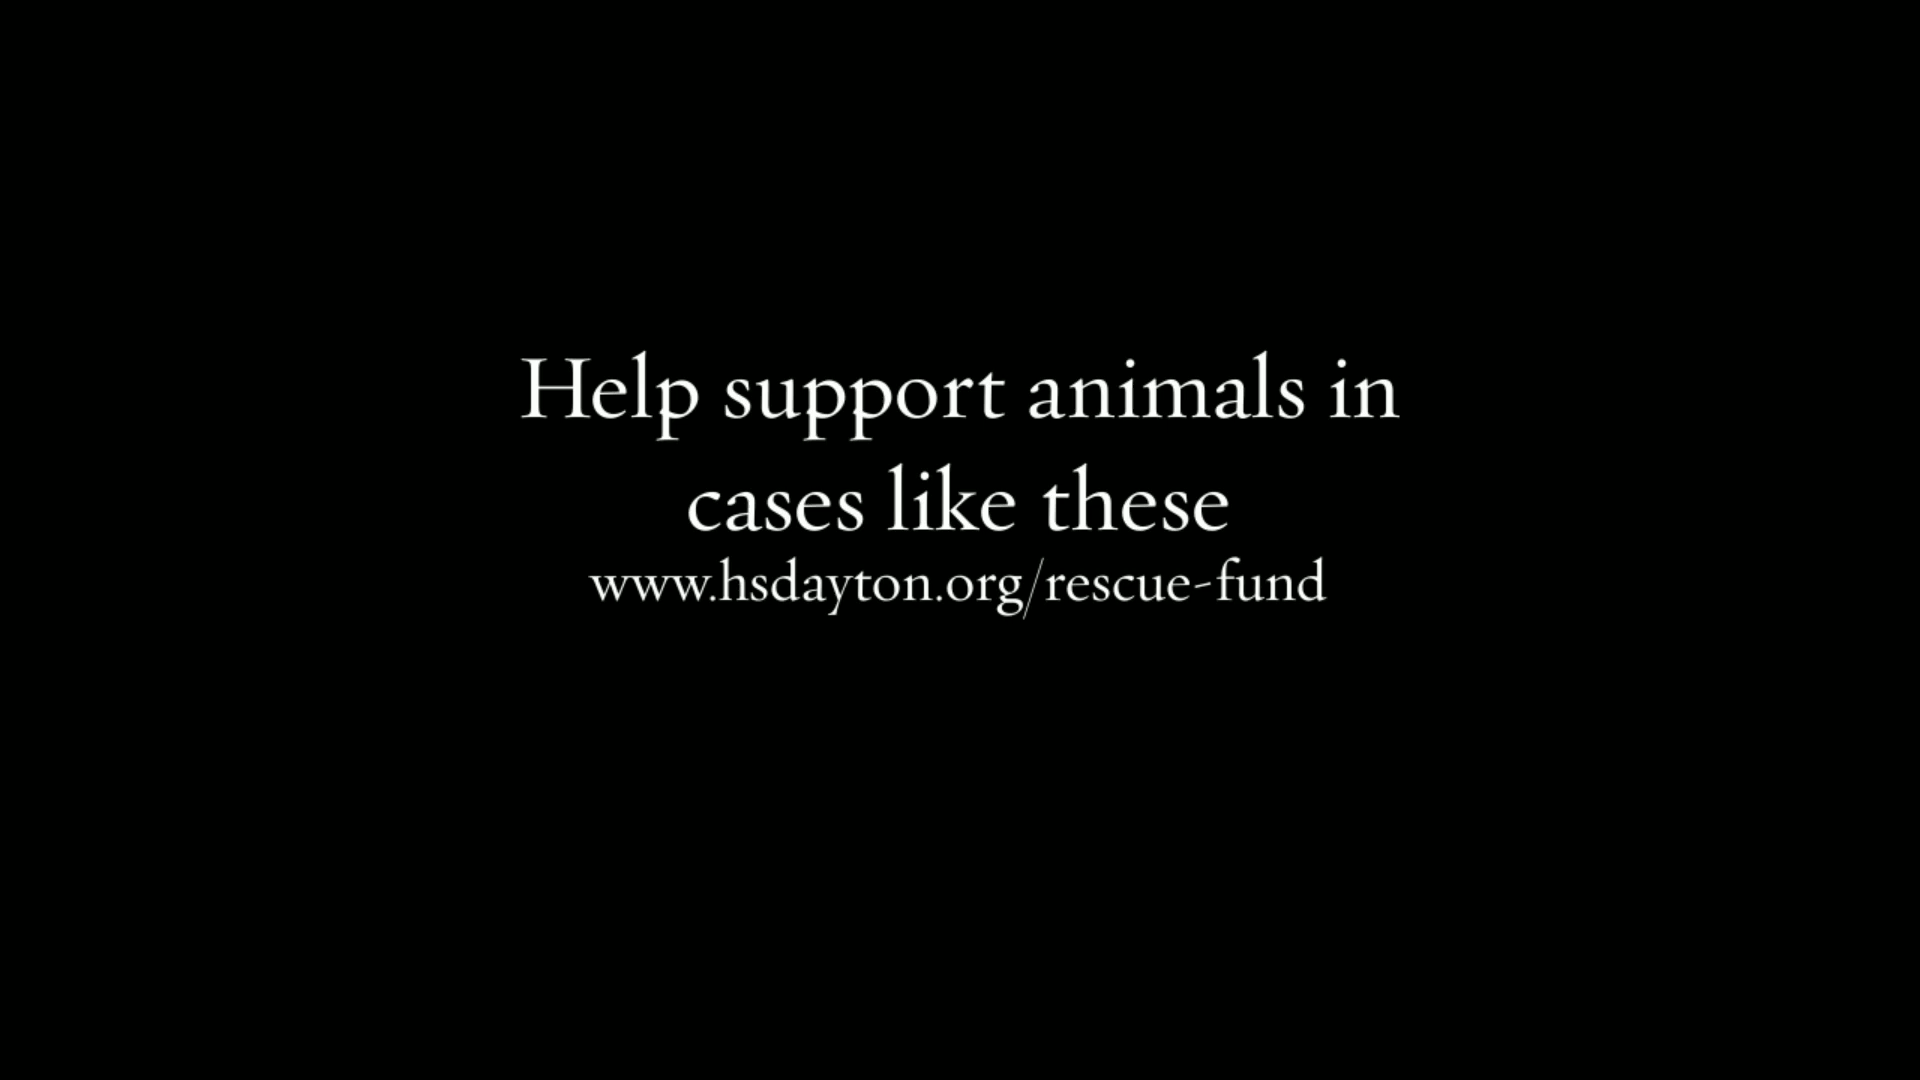 Help support animals in
cases like these
www.hsdayton.org/rescue-fund